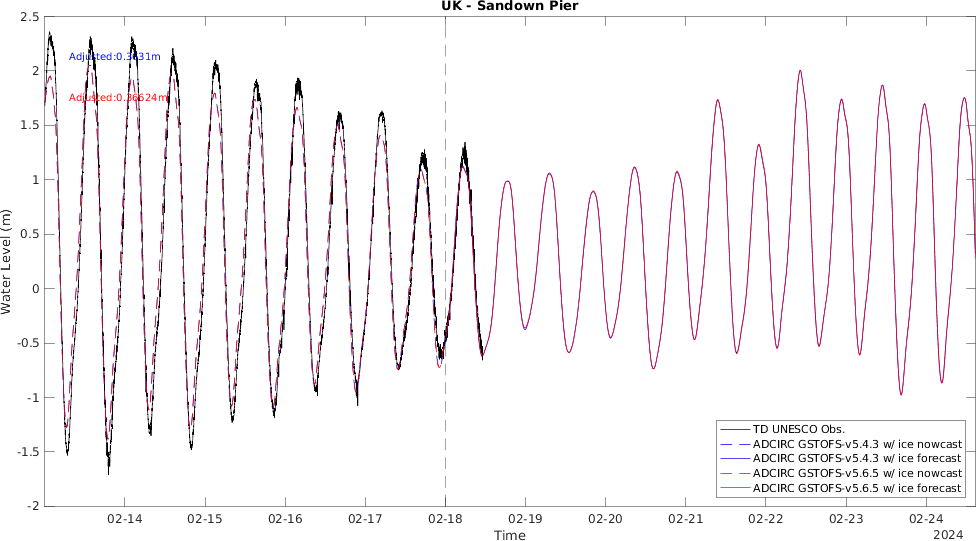 UK - Sandown Pier
Water Level (m)
2.5
2
1.5
1
0.5
0
-0.5
-1
-1.5
-2
Adjusted:0.3631m
Adjusted:0.36624m
TD UNESCO Obs.
ADCIRC GSTOFS-v5.4.3 w/ ice nowcast
ADCIRC GSTOFS-v5.4.3 w/ ice forecast
ADCIRC GSTOFS-v5.6.5 w/ ice nowcast
ADCIRC GSTOFS-v5.6.5 w/ ice forecast
02-14 02-15 02-16 02-17 02-18 02-19 02-20 02-21 02-22 02-23 02-24
Time
2024